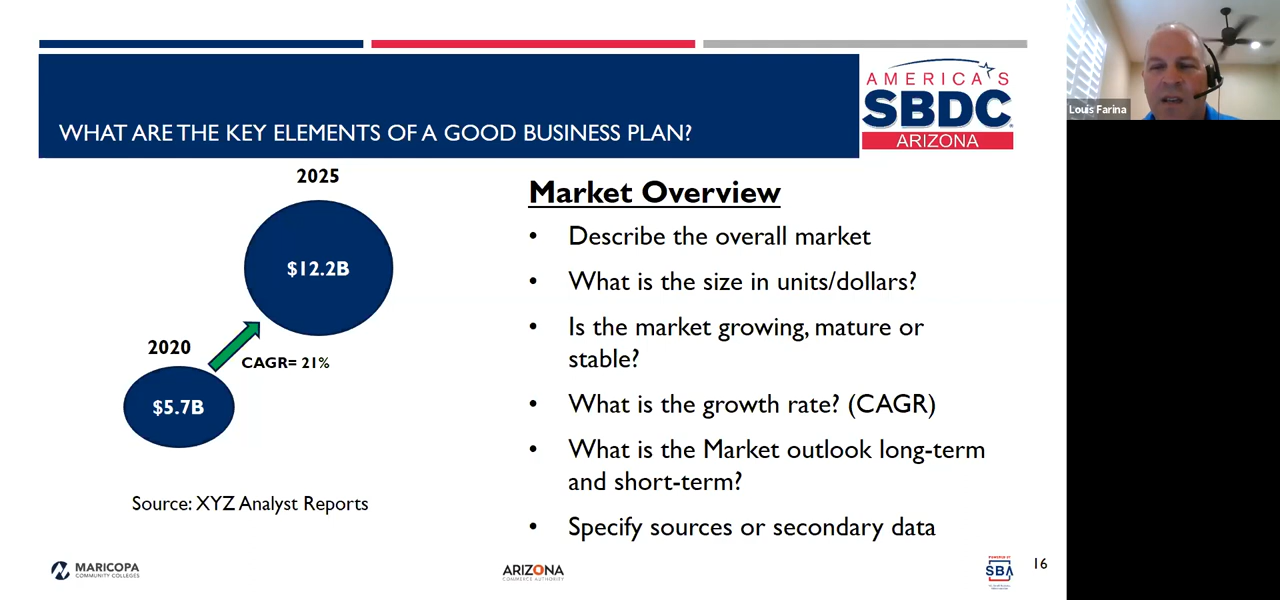 WHAT ARE THE KEY ELEMENTS OF A GOOD BUSINESS PLAN?
AMERICA'S
SBDC
ARIZONA
Louis Farina
2025
$12.2B
2020
CAGR= 21%
$5.7B
Source: XYZ Analyst Reports
Market Overview
• Describe the overall market
• What is the size in units/dollars?
• Is the market growing, mature or
stable?
• What is the growth rate? (CAGR)
• What is the Market outlook long-term
and short-term?
• Specify sources or secondary data
MARICOPA
COMMUNITY COLLEGES
ARIZONA
COMMERCE AUTHORITY
POWERED BY
SBA
16